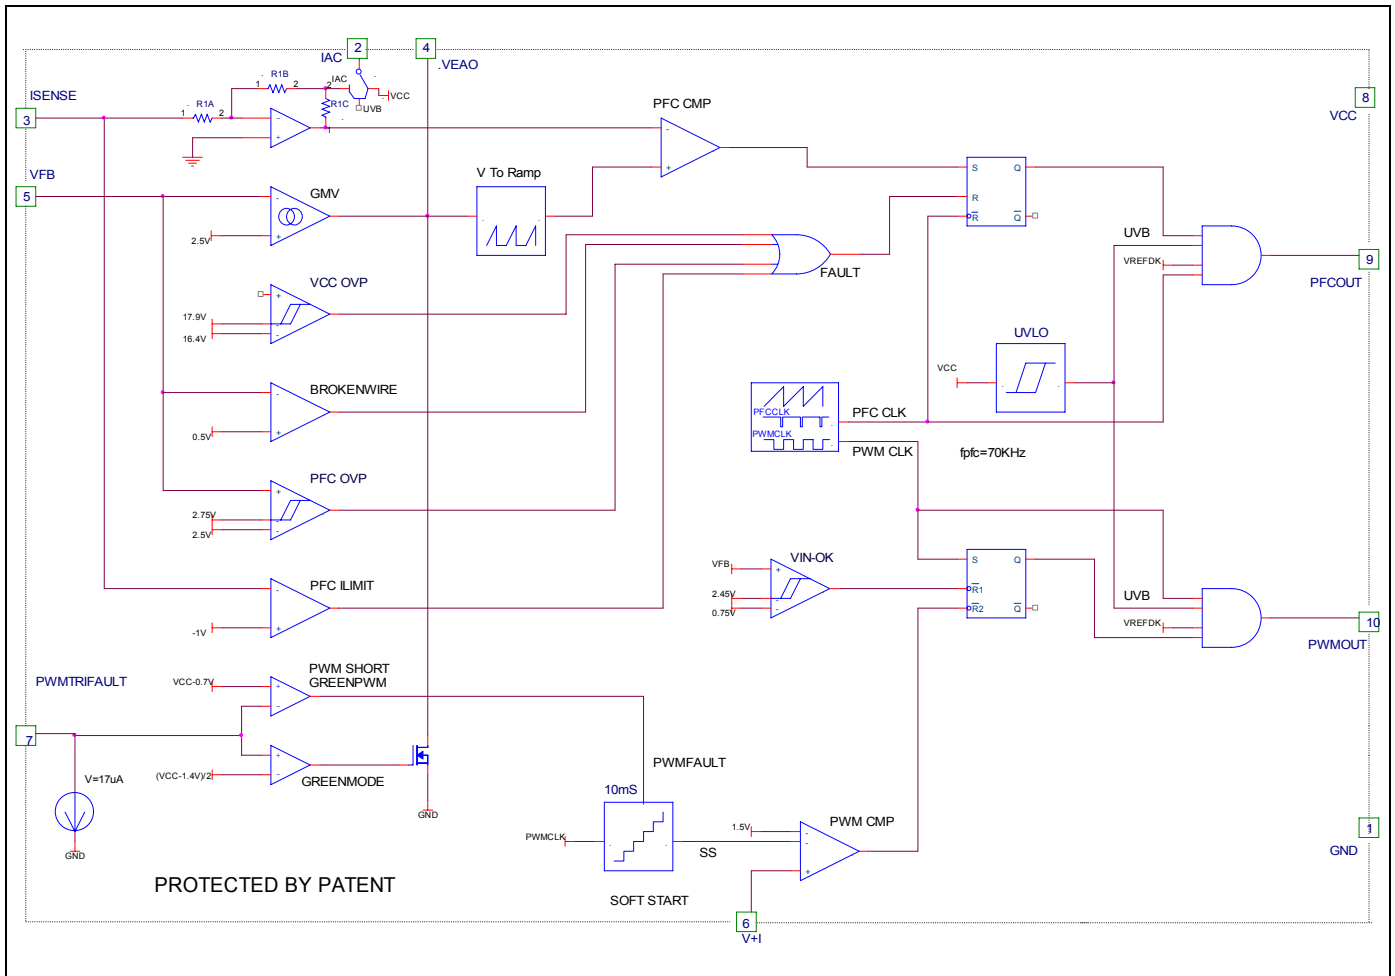 2
4
IAC
.VEAO
R1B
1
2
2
IAC
VCC
UVB
ISENSE
3
R1A
1
2
R1C
1
-
+
PFC CMP
-
+
8
VCC
VFB
5
GMV
-
+
2.5V
V To Ramp
S
Q
R
R
Q
UVB
VREFDK
9
PFCOUT
FAULT
VCC OVP
+
-
-
17.9V
16.4V
UVLO
VCC
BROKENWIRE
-
+
0.5V
PFCCLK
PWMCLK
PFC CLK
PWM CLK
fpfc=70KHz
PFC OVP
+
-
-
2.75V
2.5V
VIN-OK
VFB
+
2.45V
-
0.75V
-
S
Q
R1
R2
Q
UVB
VREFDK
10
PWMOUT
PFC ILIMIT
-
+
-1V
PWMTRIFAULT
7
VCC-0.7V
+
-
PWM SHORT
GREENPWM
V=17uA
(VCC-1.4V)/2
+
-
GREENMODE
GND
GND
PWMFAULT
10mS
PWMCLK
SS
SOFT START
1.5V
-
-
+
PWM CMP
1
GND
PROTECTED BY PATENT
6
V+I